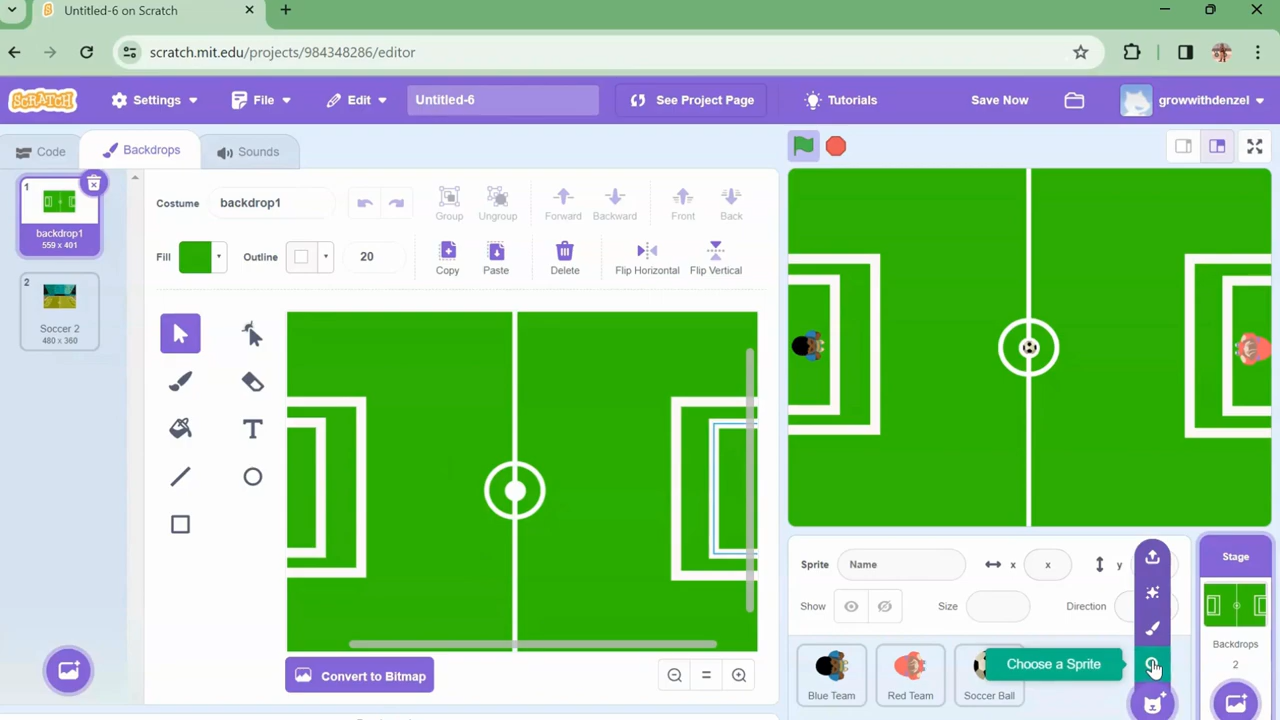 Untitled-6 on Scratch
scratch.mit.edu/projects/984348286/editor
SCRATCH
Settings
File
Edit
Untitled-6
See Project Page
Tutorials
Save Now
growwithdenzel
Code
Backdrops
Sounds
1
backdrop1
559 x 401
2
Soccer 2
480 x 360
Costume
backdrop1
Group
Ungroup
Forward
Backward
Front
Back
Fill
Outline
20
Copy
Paste
Delete
Flip Horizontal
Flip Vertical
T
Convert to Bitmap
Sprite
Name
x
x
y
Show
Size
Direction
Choose a Sprite
Blue Team
Red Team
Soccer Ball
Stage
Backdrops
2